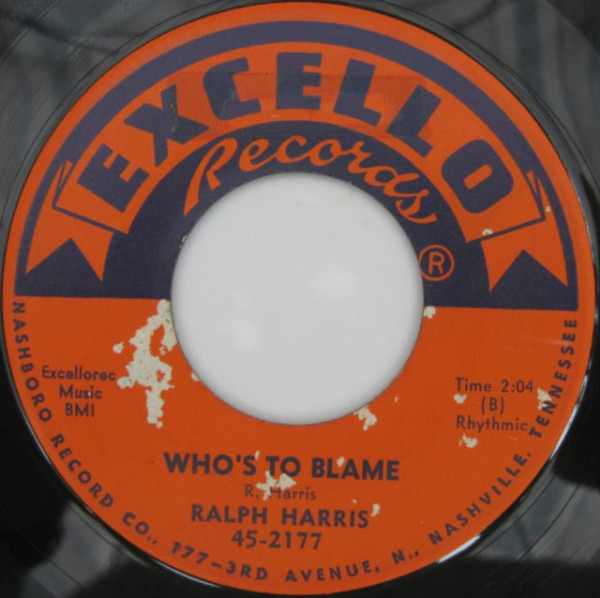 EXCELLO
Records
®
Excellorec
Music
BMI
Time 2:04
(B)
Rhythmic
WHO'S TO BLAME
R. Harris
RALPH HARRIS
45-2177
NASHBORO RECORD CO., 177-3RD AVENUE, N., NASHVILLE, TENNESSEE